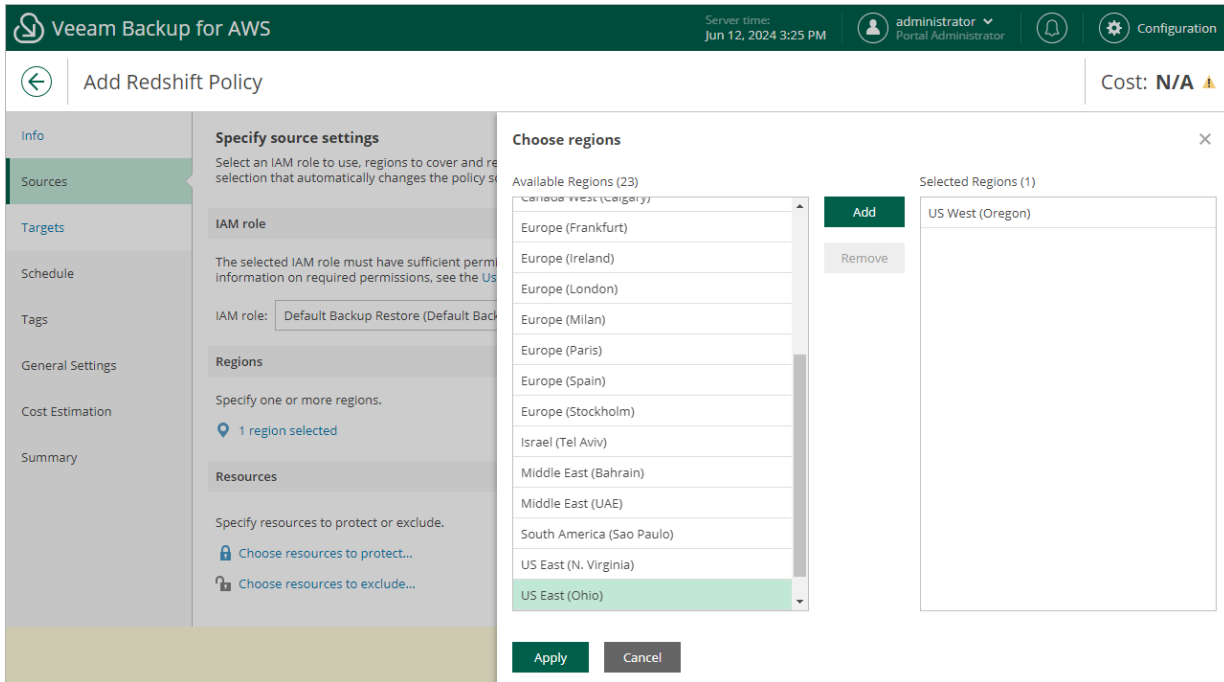 Veeam Backup for AWS
Server time:
Jun 12, 2024 3:25 PM
administrator
Portal Administrator
Configuration
Add Redshift Policy
Cost: N/A
Info
Sources
Targets
Schedule
Tags
General Settings
Cost Estimation
Summary
Specify source settings
Select an IAM role to use, regions to cover and re
selection that automatically changes the policy s
IAM role
The selected IAM role must have sufficient permi
information on required permissions, see the Us
IAM role: Default Backup Restore (Default Back
Regions
Specify one or more regions.
1 region selected
Resources
Specify resources to protect or exclude.
Choose resources to protect...
Choose resources to exclude...
Choose regions
Available Regions (23)
Canada West (Calgary)
Europe (Frankfurt)
Europe (Ireland)
Europe (London)
Europe (Milan)
Europe (Paris)
Europe (Spain)
Europe (Stockholm)
Israel (Tel Aviv)
Middle East (Bahrain)
Middle East (UAE)
South America (Sao Paulo)
US East (N. Virginia)
US East (Ohio)
Add
Remove
Selected Regions (1)
US West (Oregon)
Apply
Cancel